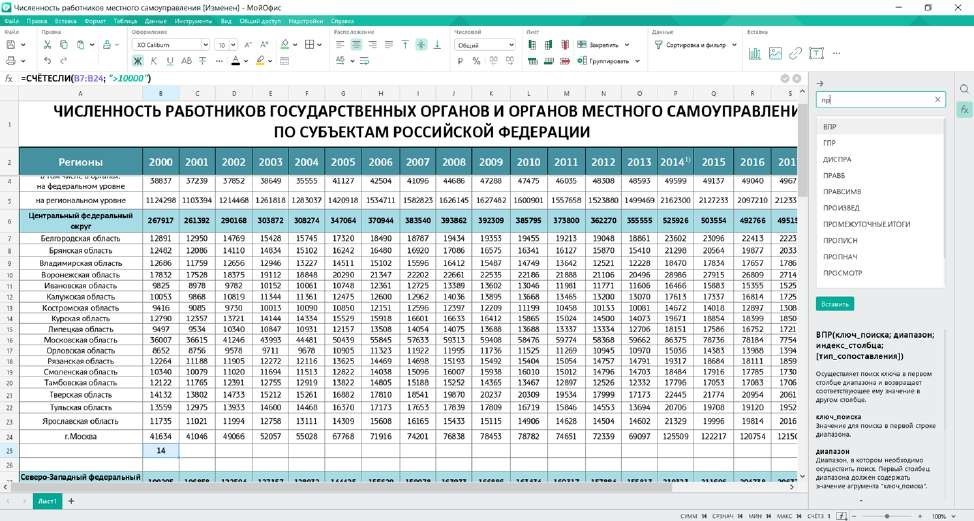 Численность работников местного самоуправления [Изменен] - МойОфис
Файл Правка Вставка Формат Таблица Данные Инструменты Вид Общий доступ Надстройки Справка
Файл Правка Оформление Расположение Числовой Лист Данные Вставка
XO Calibum 10 Общий Закрепить Сортировка и фильтр
Группировать
fx =СЧЁТЕСЛИ(B7:B24; ">10000")
A B C D E F G H I J K L M N O P Q R S
1 ЧИСЛЕННОСТЬ РАБОТНИКОВ ГОСУДАРСТВЕННЫХ ОРГАНОВ И ОРГАНОВ МЕСТНОГО САМОУПРАВЛЕНИ
ПО СУБЪЕКТАМ РОССИЙСКОЙ ФЕДЕРАЦИИ
2 Регионы 2000 2001 2002 2003 2004 2005 2006 2007 2008 2009 2010 2011 2012 2013 2014¹⁾ 2015 2016 201
4 на федеральном уровне 38837 37239 37852 38649 35555 41127 42504 41096 44686 47288 47475 46035 48308 48593 49599 49137 49040 4967
5 на региональном уровне 1124298 1103394 1214468 1261818 1283037 1420918 1534711 1582823 1626145 1627482 1600901 1557658 1523880 1499469 2162300 2127233 2097210 21233
6 Центральный федеральный округ 267917 261392 290168 303872 308274 347064 370944 383540 393862 392309 385795 373800 362270 355555 525926 503554 492766 49515
7 Белгородская область 12891 12950 14769 15428 15745 17320 18490 18787 19434 19353 19455 19213 19048 18861 23602 23096 22413 2223
8 Брянская область 12482 12086 14110 14834 15102 16242 16480 16920 17086 16575 16341 16127 15870 15410 21298 20564 19877 2033
9 Владимирская область 12686 11759 12656 12946 13227 14511 15102 15596 16412 15487 14749 13642 12521 12228 18470 17834 17657 1786
10 Воронежская область 17832 17528 18375 19112 18848 20290 21347 22202 22661 22535 22186 21888 21106 20496 28986 27915 26809 2714
11 Ивановская область 9825 8978 9782 10152 10061 10748 12361 12725 13389 13602 13046 11981 11771 11606 16466 15883 15355 1525
12 Калужская область 10053 9868 10819 11344 11361 12475 12600 12962 14036 13895 13668 13465 13200 13070 17613 17337 16814 1725
13 Костромская область 9416 9085 9730 10013 10090 10850 12151 12596 12397 12209 11199 10458 10133 10081 14672 14018 12897 1308
14 Курская область 12790 12357 13321 14144 14334 15529 15918 16601 16633 16412 15865 15024 14824 14500 14073 19671 18854 1850
15 Липецкая область 9497 9534 10340 10847 10931 12157 13508 14054 14075 13688 13688 13337 13334 12706 18151 17586 16752 1721
16 Московская область 36007 36615 41246 43993 44481 50439 55845 57633 59313 59408 58476 59774 58368 59662 86375 78736 78184 7754
17 Орловская область 8652 8756 9578 9711 9678 10905 11323 11922 11995 11736 11525 11269 10945 10970 15036 14383 13968 1394
18 Рязанская область 12264 11188 11905 12272 12116 13625 14469 14698 15193 15492 15404 15054 14757 14791 19317 18684 18111 1859
19 Смоленская область 10340 10079 11020 11694 11513 12822 14038 15096 16007 15938 16010 15012 14796 14703 18484 17916 17785 1730
20 Тамбовская область 12122 11765 12391 12755 12919 13822 14805 15188 15252 14365 13467 12897 12526 12332 17796 17053 17083 1706
21 Тверская область 14132 13802 14733 15212 15261 16882 17810 18541 19870 20237 20309 19534 17999 17173 22445 21774 20954 2061
22 Тульская область 13559 12975 13933 14600 14468 16370 17173 17653 17839 17809 16719 15846 14553 13694 20706 19708 19120 1952
23 Ярославская область 11735 11021 11994 12758 13111 14309 15608 16165 15433 15115 14905 14628 14504 14602 21329 19996 19814 2016
24 г.Москва 41634 41046 49066 52057 55028 67768 71916 74201 76838 78453 78782 74651 72339 69097 125509 122217 120754 12150
25 14
26
Северо-Западный федеральный
Лист1
пр
ВПР
ГПР
ДИСПРА
ПРАВБ
ПРАВСИМВ
ПРОИЗВЕД
ПРОМЕЖУТОЧНЫЕ.ИТОГИ
ПРОПИСН
ПРОПНАЧ
ПРОСМОТР
Вставить
ВПР(ключ_поиска; диапазон;
индекс_столбца;
[тип_сопоставления])
Осуществляет поиск ключа в первом
столбце диапазона и возвращает
соответствующее ему значение в
другом столбце.
ключ_поиска
Значение для поиска в первой строке
диапазона.
диапазон
Диапазон, в котором необходимо
осуществить поиск. Первый столбец
диапазона должен содержать
значение аргумента "ключ_поиска".
СУММ 14 СРЗНАЧ 14 МИН 14 МАКС 14 СЧЁТЗ 1 100%